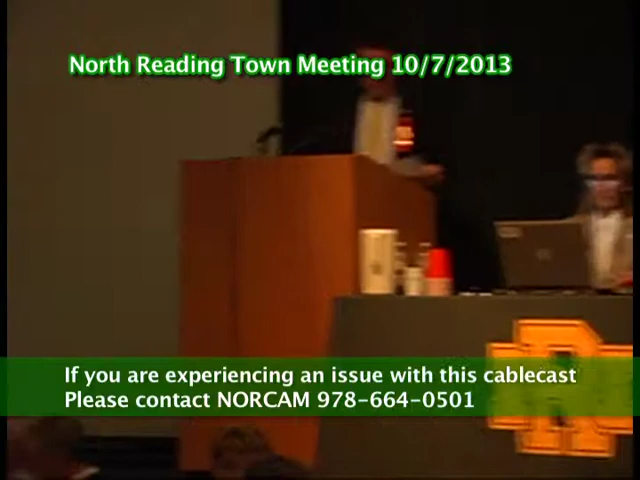 North Reading Town Meeting 10/7/2013
If you are experiencing an issue with this cablecast
Please contact NORCAM 978-664-0501